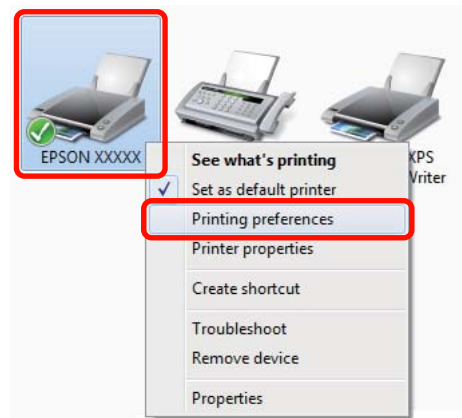 EPSON XXXXX
XPS
Writer
See what's printing
Set as default printer
Printing preferences
Printer properties
Create shortcut
Troubleshoot
Remove device
Properties